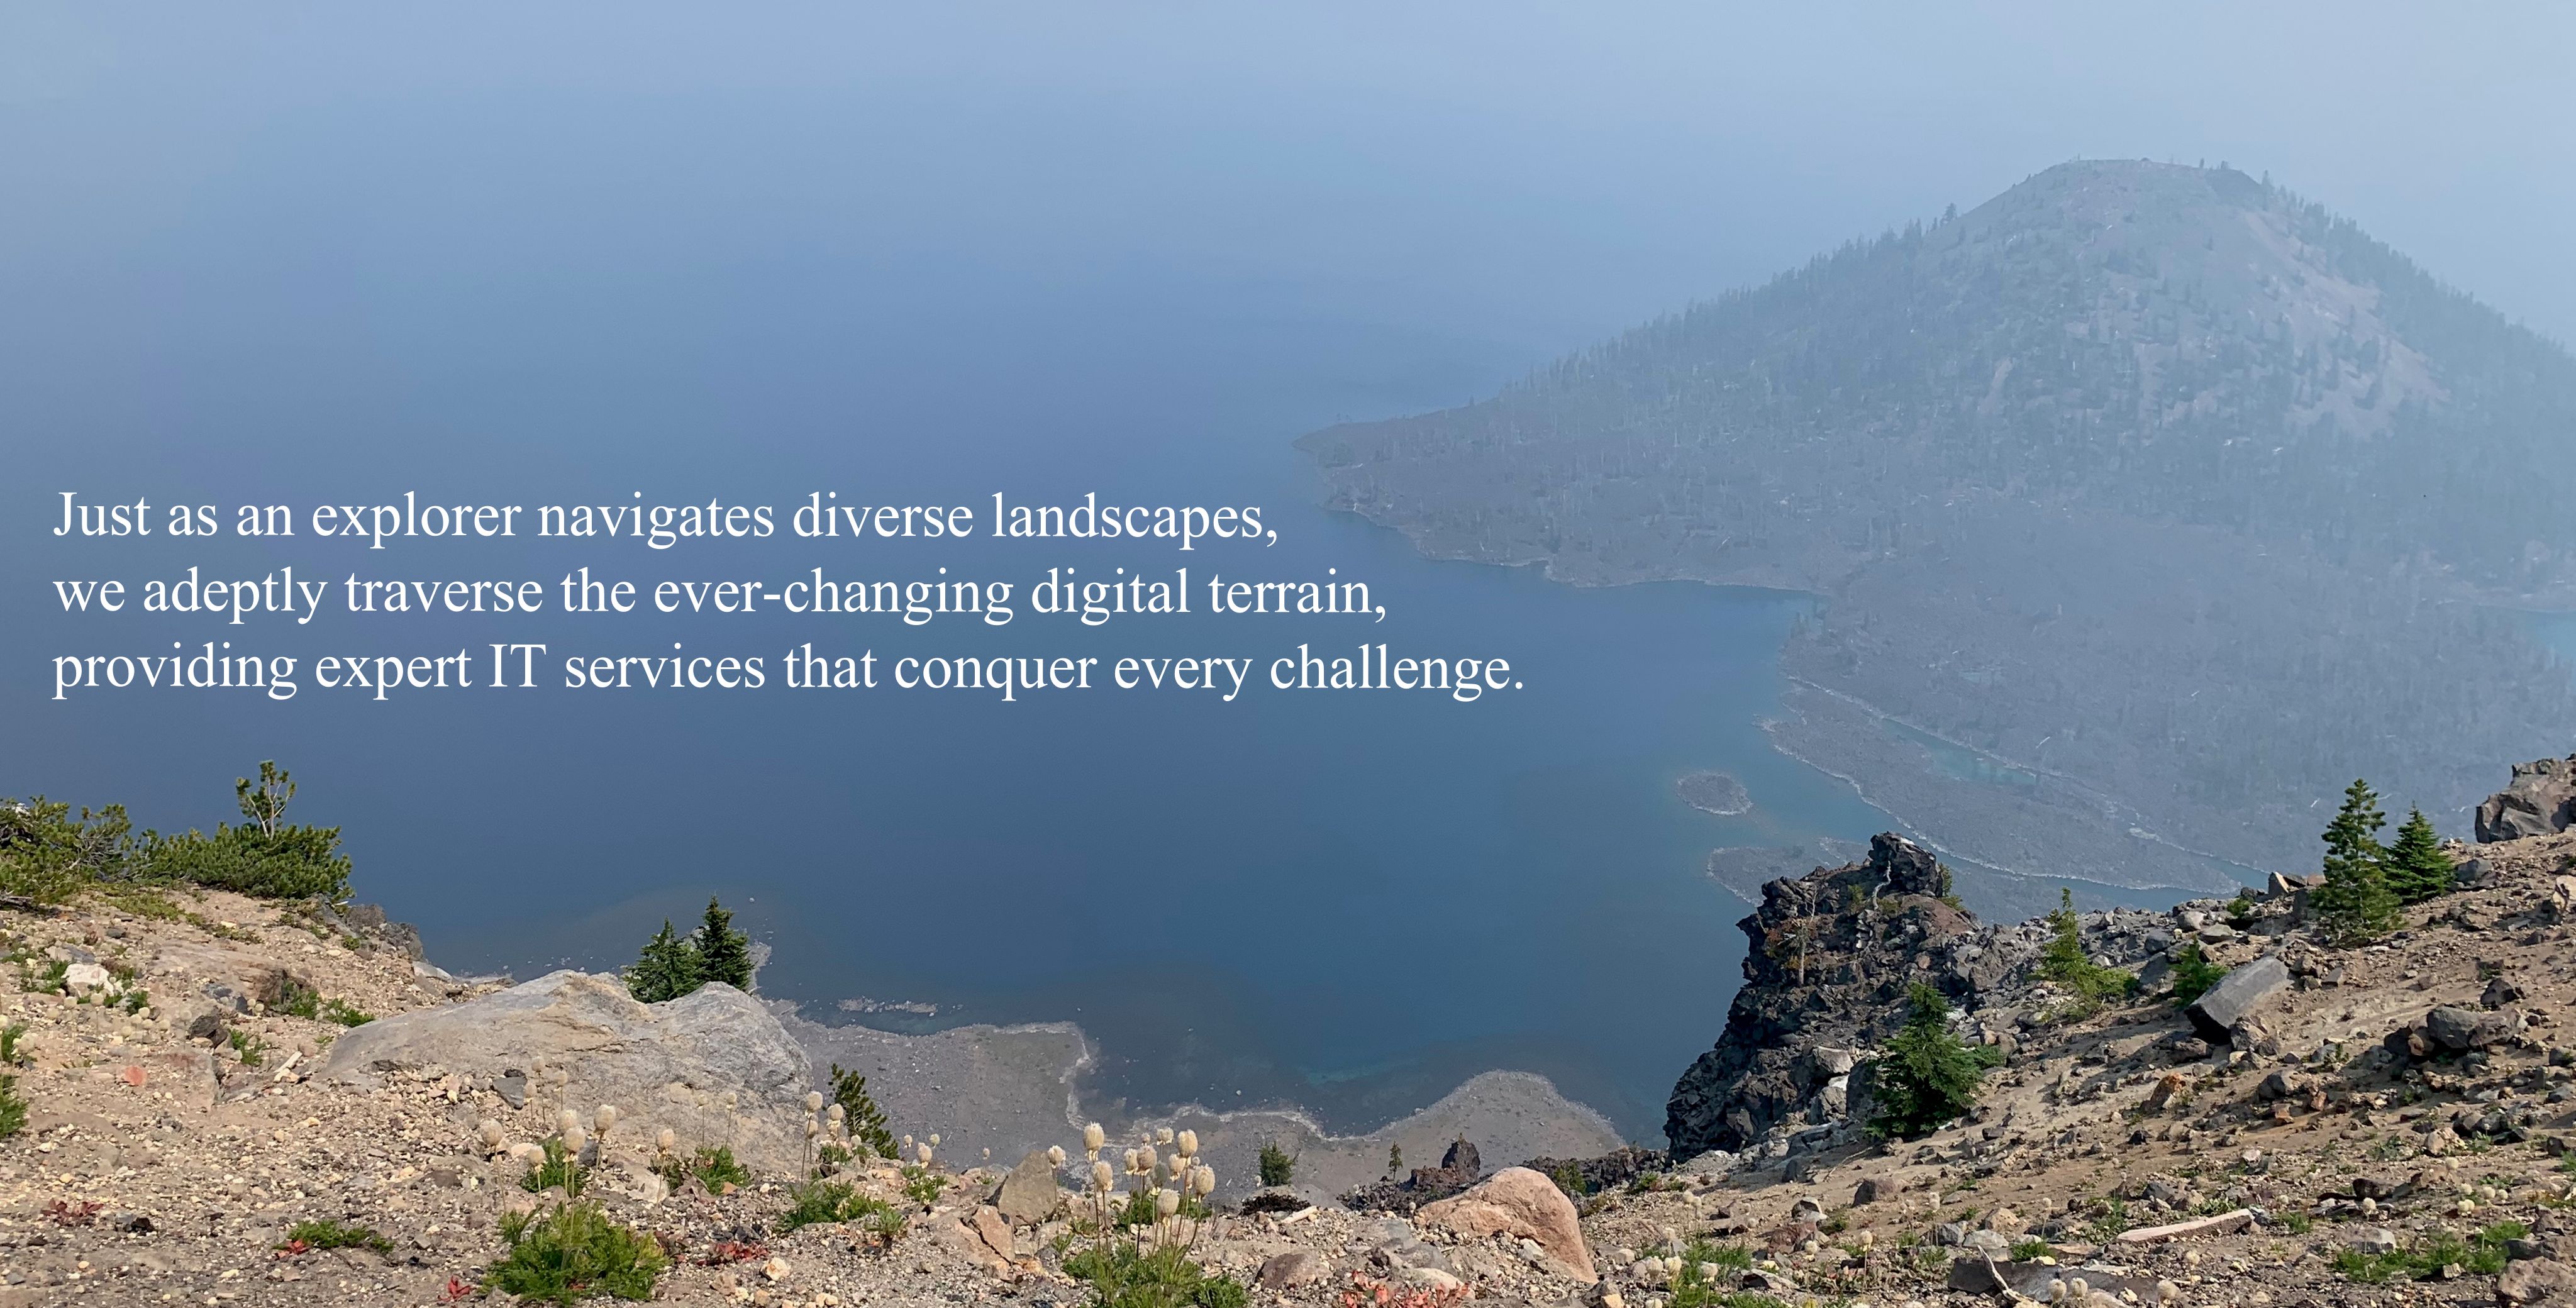 Just as an explorer navigates diverse landscapes,
we adeptly traverse the ever-changing digital terrain,
providing expert IT services that conquer every challenge.